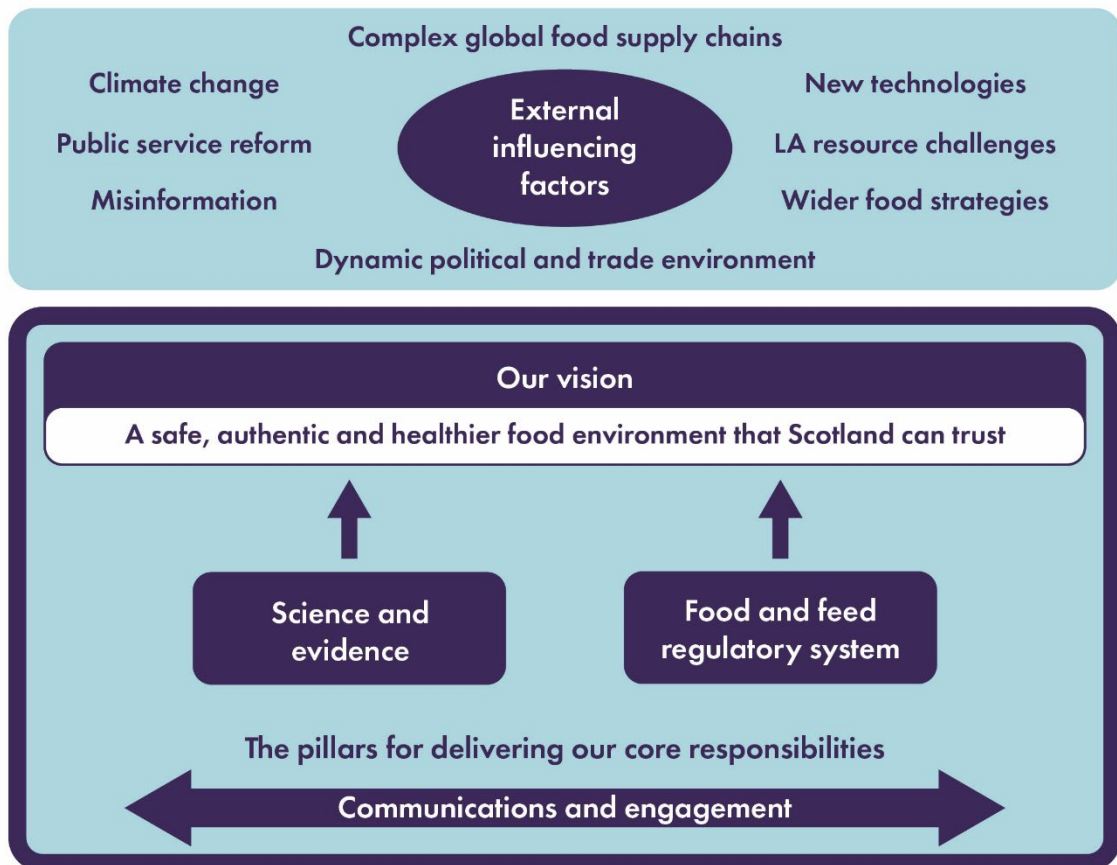 Complex global food supply chains
Climate change
New technologies
External
influencing
factors
Public service reform
LA resource challenges
Misinformation
Wider food strategies
Dynamic political and trade environment
Our vision
A safe, authentic and healthier food environment that Scotland can trust
Science and
evidence
Food and feed
regulatory system
The pillars for delivering our core responsibilities
Communications and engagement